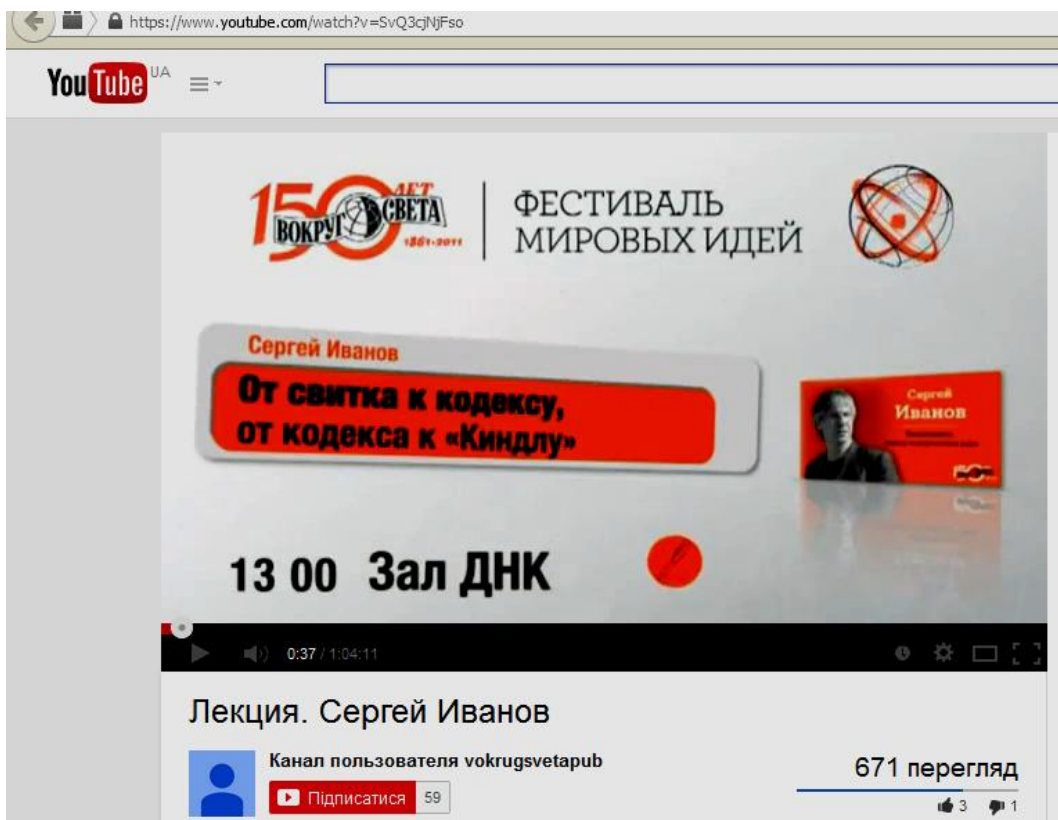 https://www.youtube.com/watch?v=SvQ3cjNjFso
YouTube UA
150 ЛЕТ
ВОКРУГ СВЕТА
1861-2011
ФЕСТИВАЛЬ
МИРОВЫХ ИДЕЙ
Сергей Иванов
От свитка к кодексу,
от кодекса к «Киндлу»
Сергей
Иванов
13 00 Зал ДНК
0:37 / 1:04:11
Лекция. Сергей Иванов
Канал пользователя vokrugsvetapub
Підписатися 59
671 перегляд
3 1